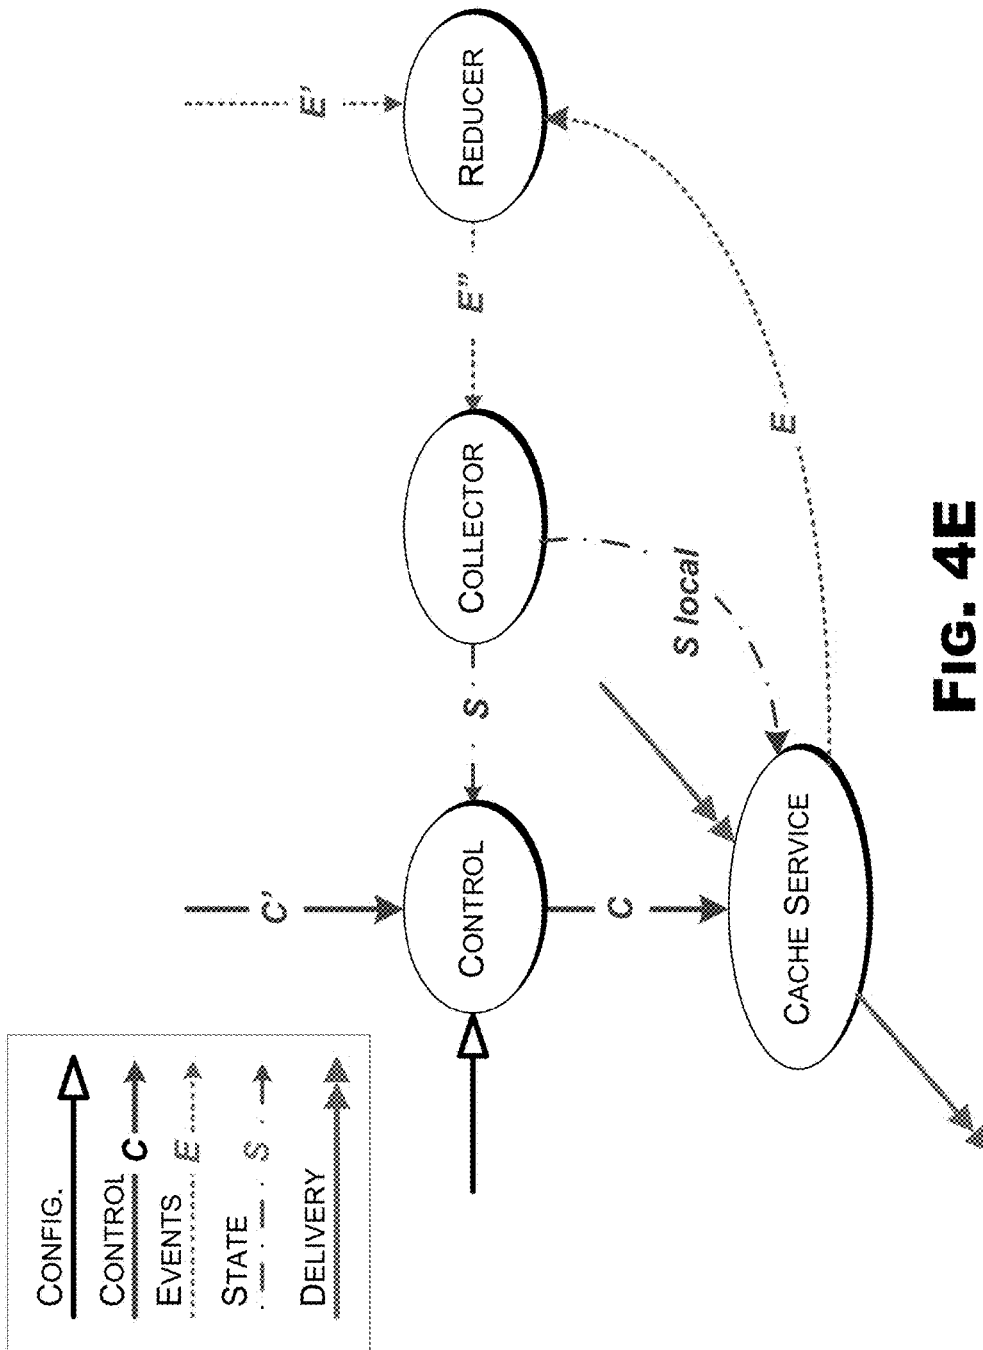 CONFIG.
CONTROL C
EVENTS E
STATE S
DELIVERY
C'
E'
CONTROL
S
COLLECTOR
E"
REDUCER
C
S local
E
CACHE SERVICE
FIG. 4E